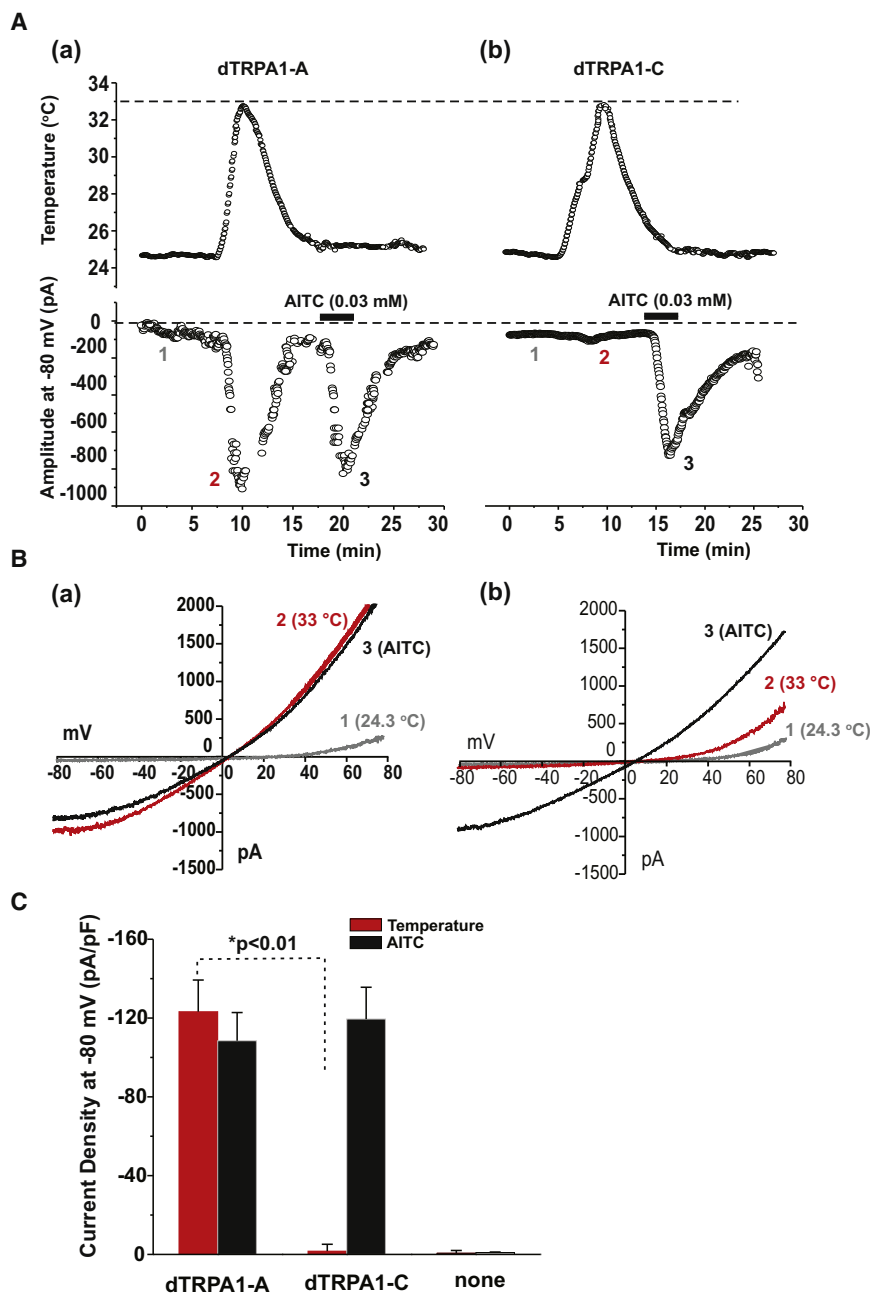 A
(a)
dTRPA1-A
(b)
dTRPA1-C
Temperature (°C)
34
32
30
28
26
24
AITC (0.03 mM)
AITC (0.03 mM)
Amplitude at -80 mV (pA)
0
-200
-400
-600
-800
-1000
1
2
3
1
2
3
0 5 10 15 20 25 30
0 5 10 15 20 25 30
Time (min)
Time (min)
B
(a)
2000
1500
1000
500
0
-500
-1000
-1500
2 (33 °C)
3 (AITC)
1 (24.3 °C)
mV
-80 -60 -40 -20 0 20 40 60 80
pA
(b)
2000
1500
1000
500
0
-500
-1000
-1500
3 (AITC)
2 (33 °C)
1 (24.3 °C)
mV
-80 -60 -40 -20 0 20 40 60 80
pA
C
Temperature
AITC
*p<0.01
Current Density at -80 mV (pA/pF)
-160
-120
-80
-40
0
dTRPA1-A dTRPA1-C none